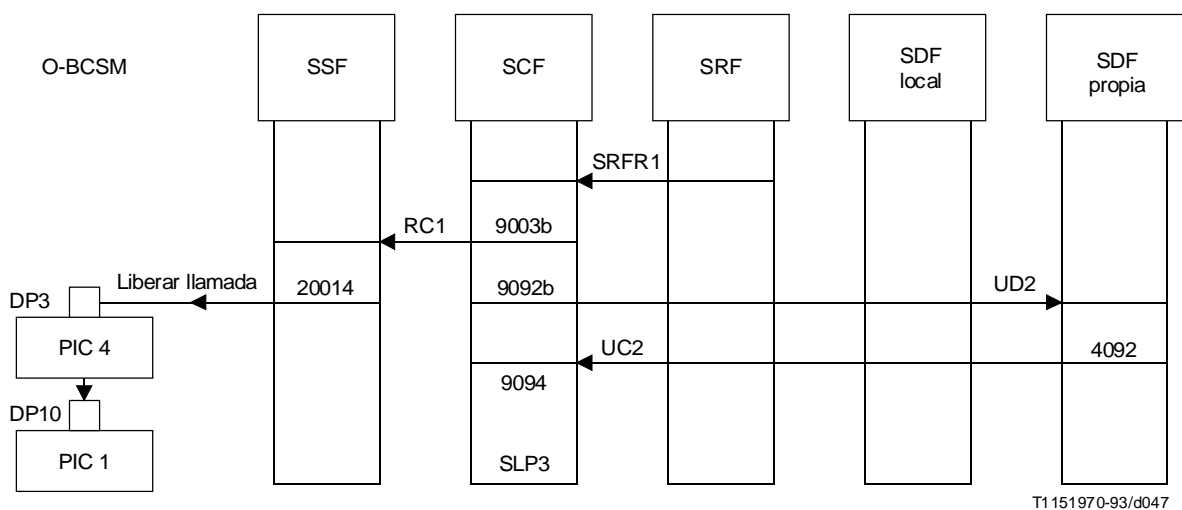 O-BCSM
SSF
SCF
SRF
SDF
local
SDF
propia
SRFR1
RC1
9003b
Liberar llamada
20014
9092b
UD2
DP3
PIC 4
UC2
4092
9094
DP10
PIC 1
SLP3
T1151970-93/d047